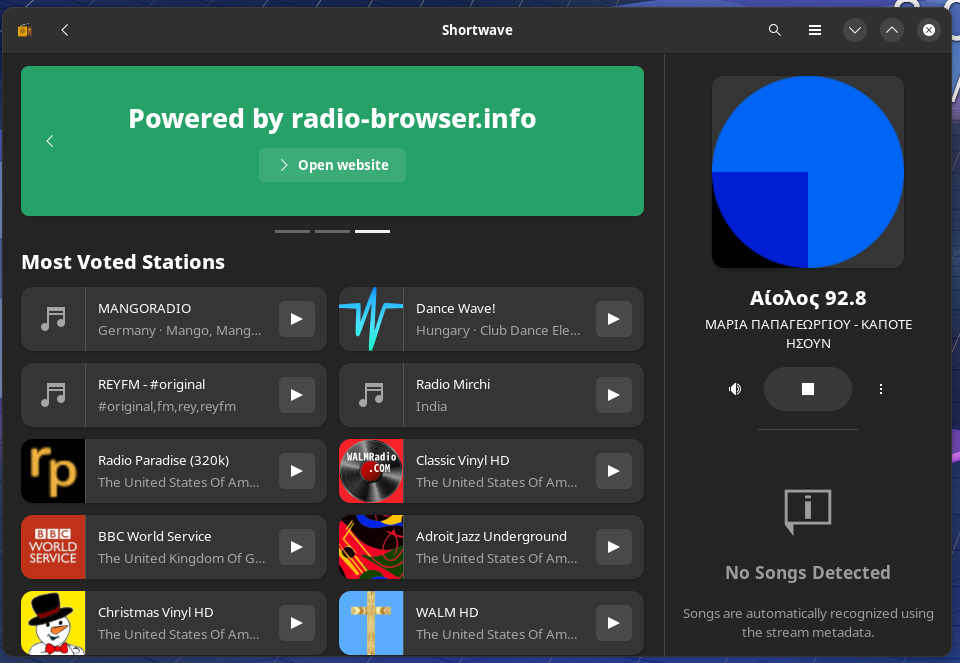 Shortwave
Powered by radio-browser.info
Open website
Most Voted Stations
MANGORADIO
Germany · Mango, Mang…
Dance Wave!
Hungary · Club Dance Ele…
REYFM - #original
#original,fm,rey,reyfm
Radio Mirchi
India
rp
Radio Paradise (320k)
The United States Of Am…
WALMRadio
.COM
Classic Vinyl HD
The United States Of Am…
BBC
WORLD
SERVICE
BBC World Service
The United Kingdom Of G…
Adroit Jazz Underground
The United States Of Am…
Christmas Vinyl HD
The United States Of Am…
WALM HD
The United States Of Am…
Αίολος 92.8
ΜΑΡΙΑ ΠΑΠΑΓΕΩΡΓΙΟΥ - ΚΑΠΟΤΕ
ΗΣΟΥΝ
No Songs Detected
Songs are automatically recognized using
the stream metadata.